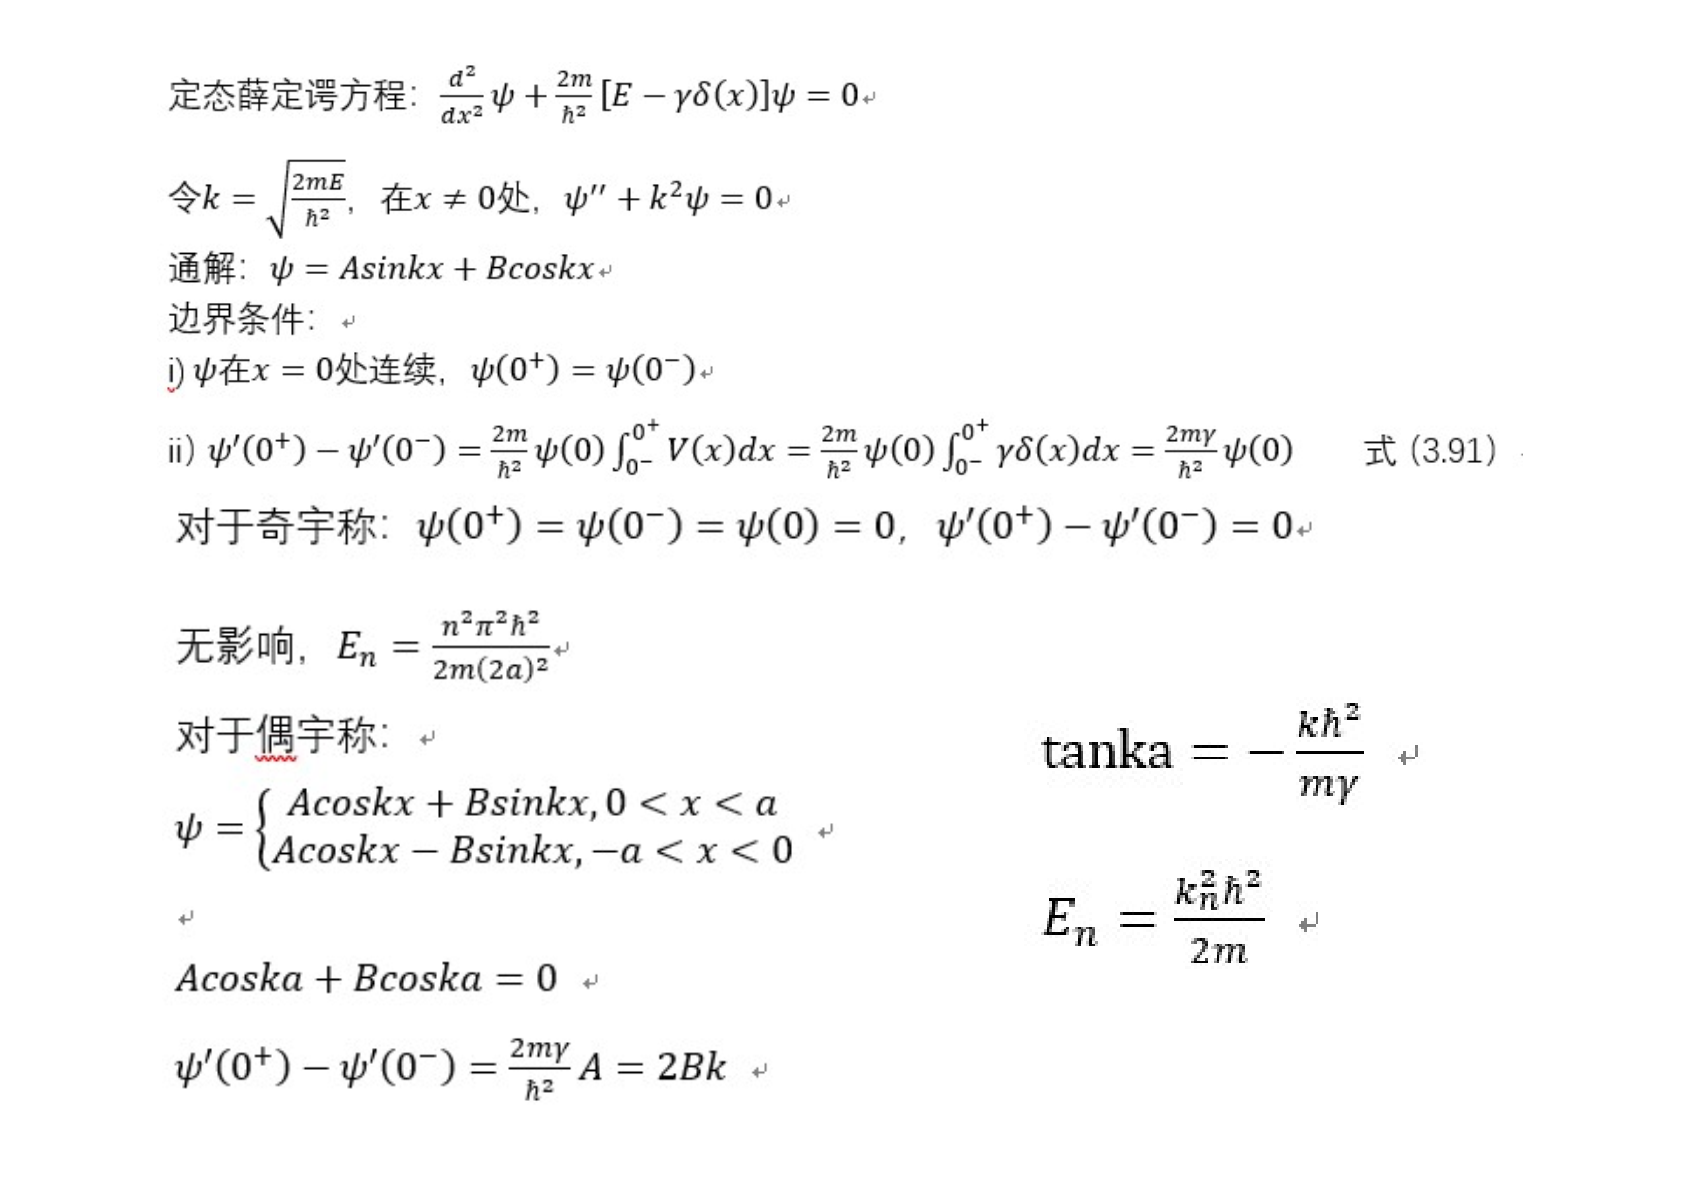 定态薛定谔方程：$\frac{d^2}{dx^2}\psi + \frac{2m}{\hbar^2}[E - \gamma\delta(x)]\psi = 0$
令$k = \sqrt{\frac{2mE}{\hbar^2}}$，在$x \neq 0$处，$\psi'' + k^2\psi = 0$
通解：$\psi = Asinkx + Bcoskx$
边界条件：
i) $\psi$在$x = 0$处连续，$\psi(0^+) = \psi(0^-)$
ii) $\psi'(0^+) - \psi'(0^-) = \frac{2m}{\hbar^2}\psi(0)\int_{0^-}^{0^+} V(x)dx = \frac{2m}{\hbar^2}\psi(0)\int_{0^-}^{0^+} \gamma\delta(x)dx = \frac{2m\gamma}{\hbar^2}\psi(0)$ 式（3.91）
对于奇宇称：$\psi(0^+) = \psi(0^-) = \psi(0) = 0$，$\psi'(0^+) - \psi'(0^-) = 0$
无影响，$E_n = \frac{n^2\pi^2\hbar^2}{2m(2a)^2}$
对于偶宇称：
$\psi = \begin{cases} Acoskx + Bsinkx, 0 < x < a \\ Acoskx - Bsinkx, -a < x < 0 \end{cases}$
$Acoska + Bcoska = 0$
$\psi'(0^+) - \psi'(0^-) = \frac{2m\gamma}{\hbar^2}A = 2Bk$
$\text{tanka} = -\frac{k\hbar^2}{m\gamma}$
$E_n = \frac{k_n^2\hbar^2}{2m}$